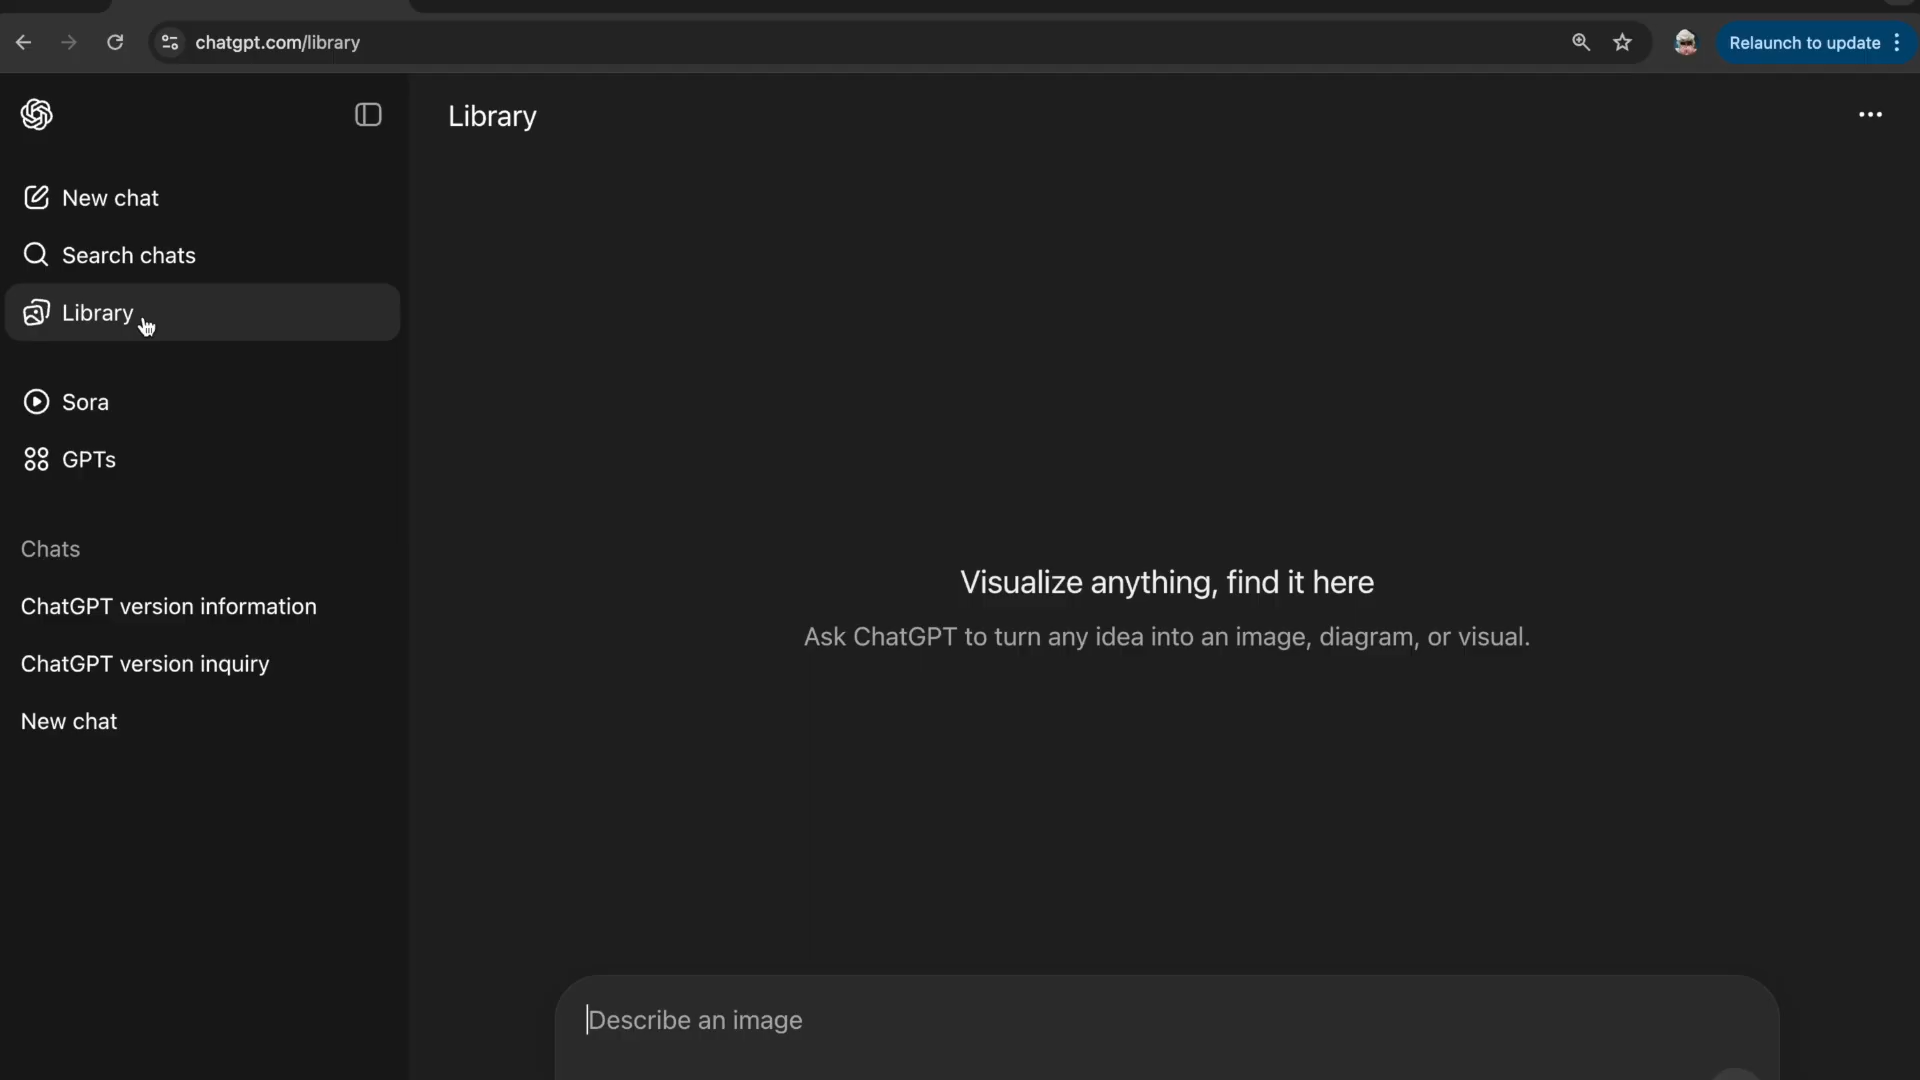 chatgpt.com/library
Relaunch to update
Library
New chat
Search chats
Library
Sora
GPTs
Chats
ChatGPT version information
ChatGPT version inquiry
New chat
Visualize anything, find it here
Ask ChatGPT to turn any idea into an image, diagram, or visual.
Describe an image